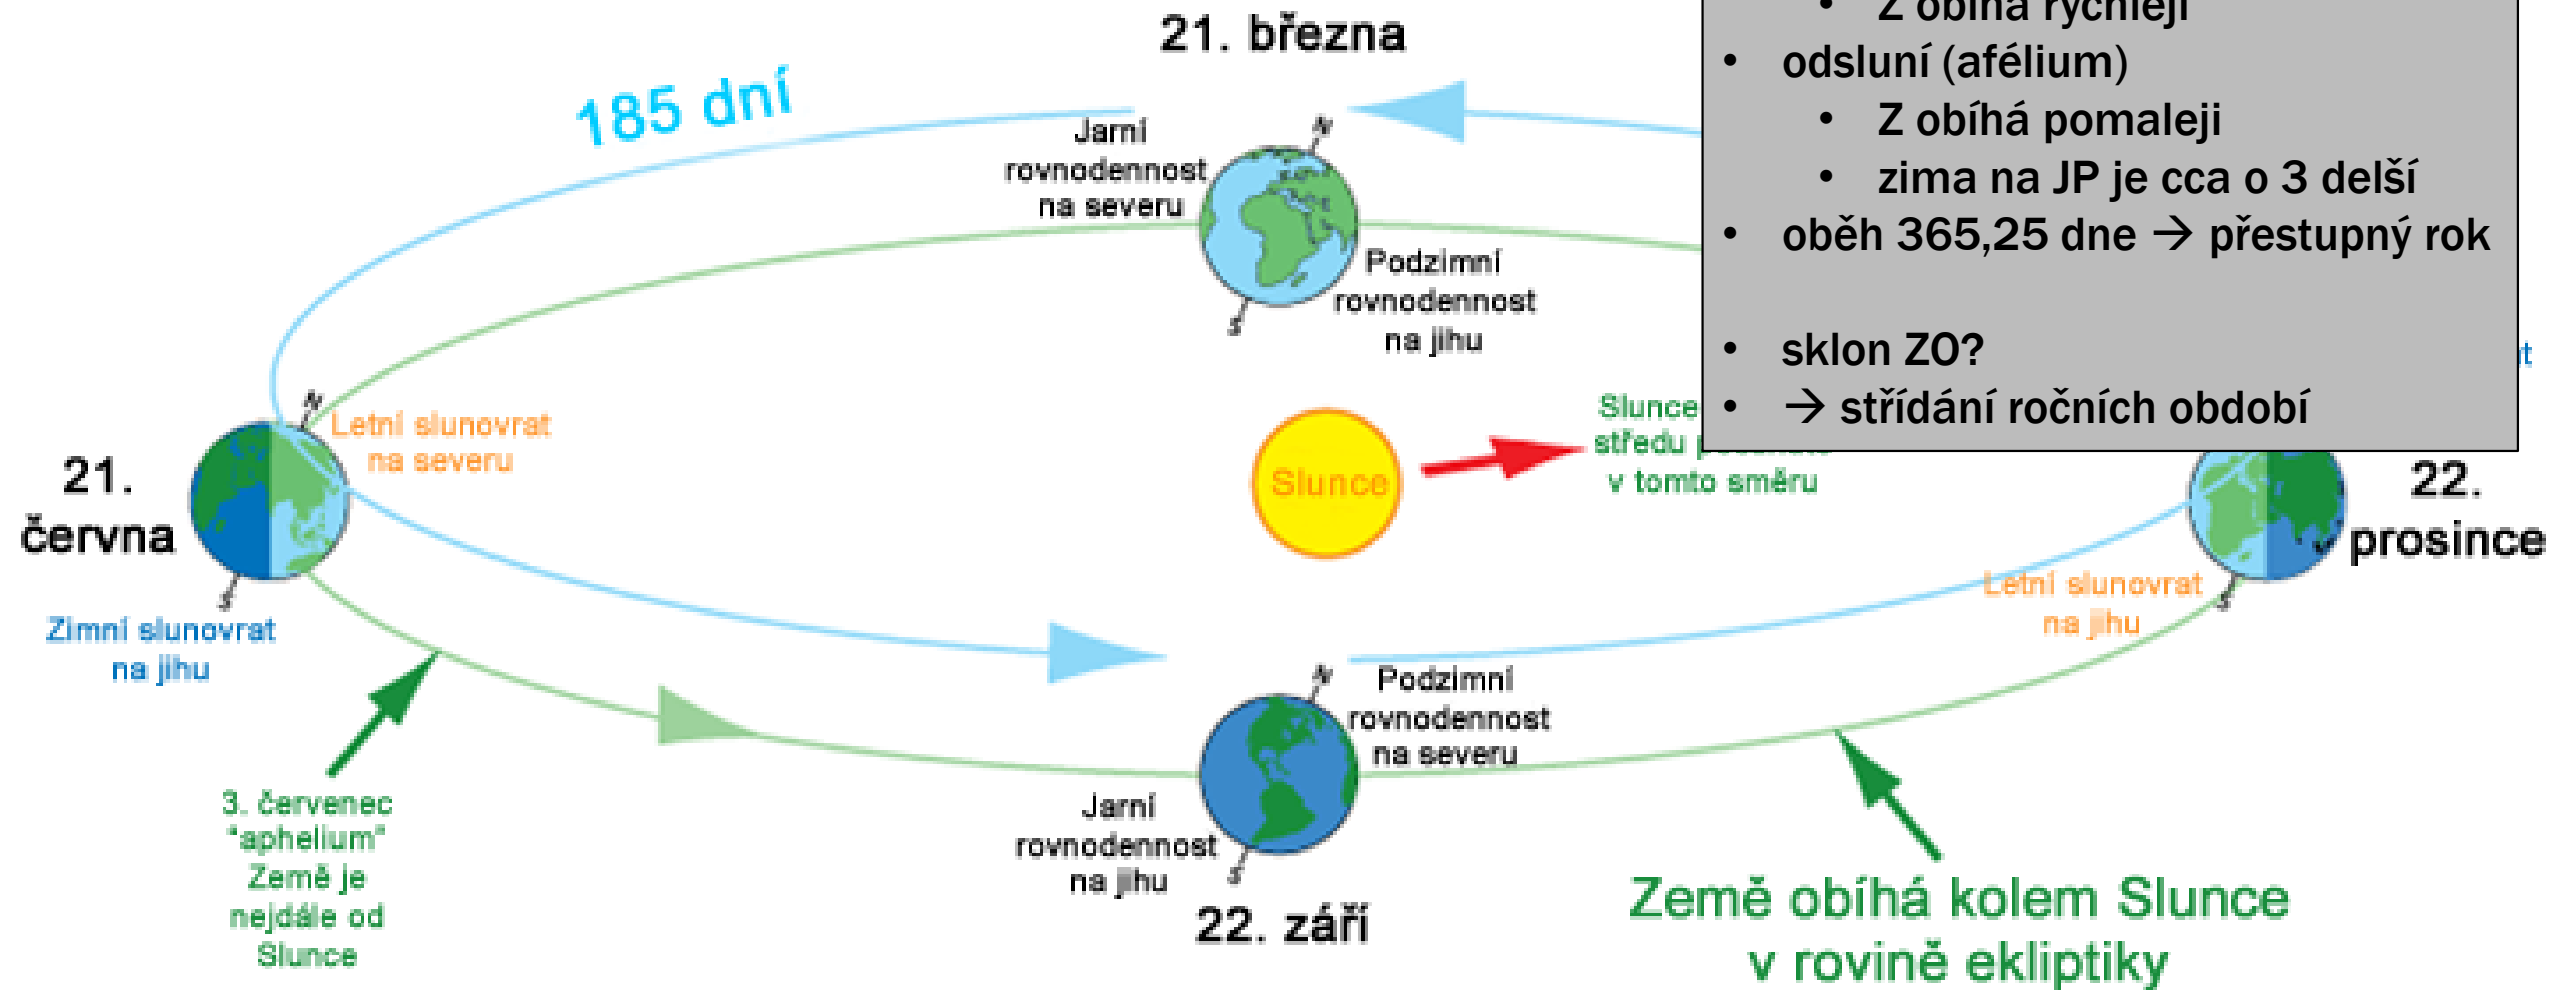 21. března
185 dní
Jarní
rovnodennost
na severu
Podzimní
rovnodennost
na jihu
N
S
• Z obíhá rychleji
• odsluní (afélium)
• Z obíhá pomaleji
• zima na JP je cca o 3 delší
• oběh 365,25 dne → přestupný rok
• sklon ZO?
• → střídání ročních období
N
Letní slunovrat
na severu
21.
června
S
Zimní slunovrat
na jihu
Slunce
Slunce
středu
v tomto směru
22.
prosince
Letní slunovrat
na jihu
S
3. červenec
"aphelium"
Země je
nejdále od
Slunce
N
Podzimní
rovnodennost
na severu
Jarní
rovnodennost
na jihu
S
22. září
Země obíhá kolem Slunce
v rovině ekliptiky